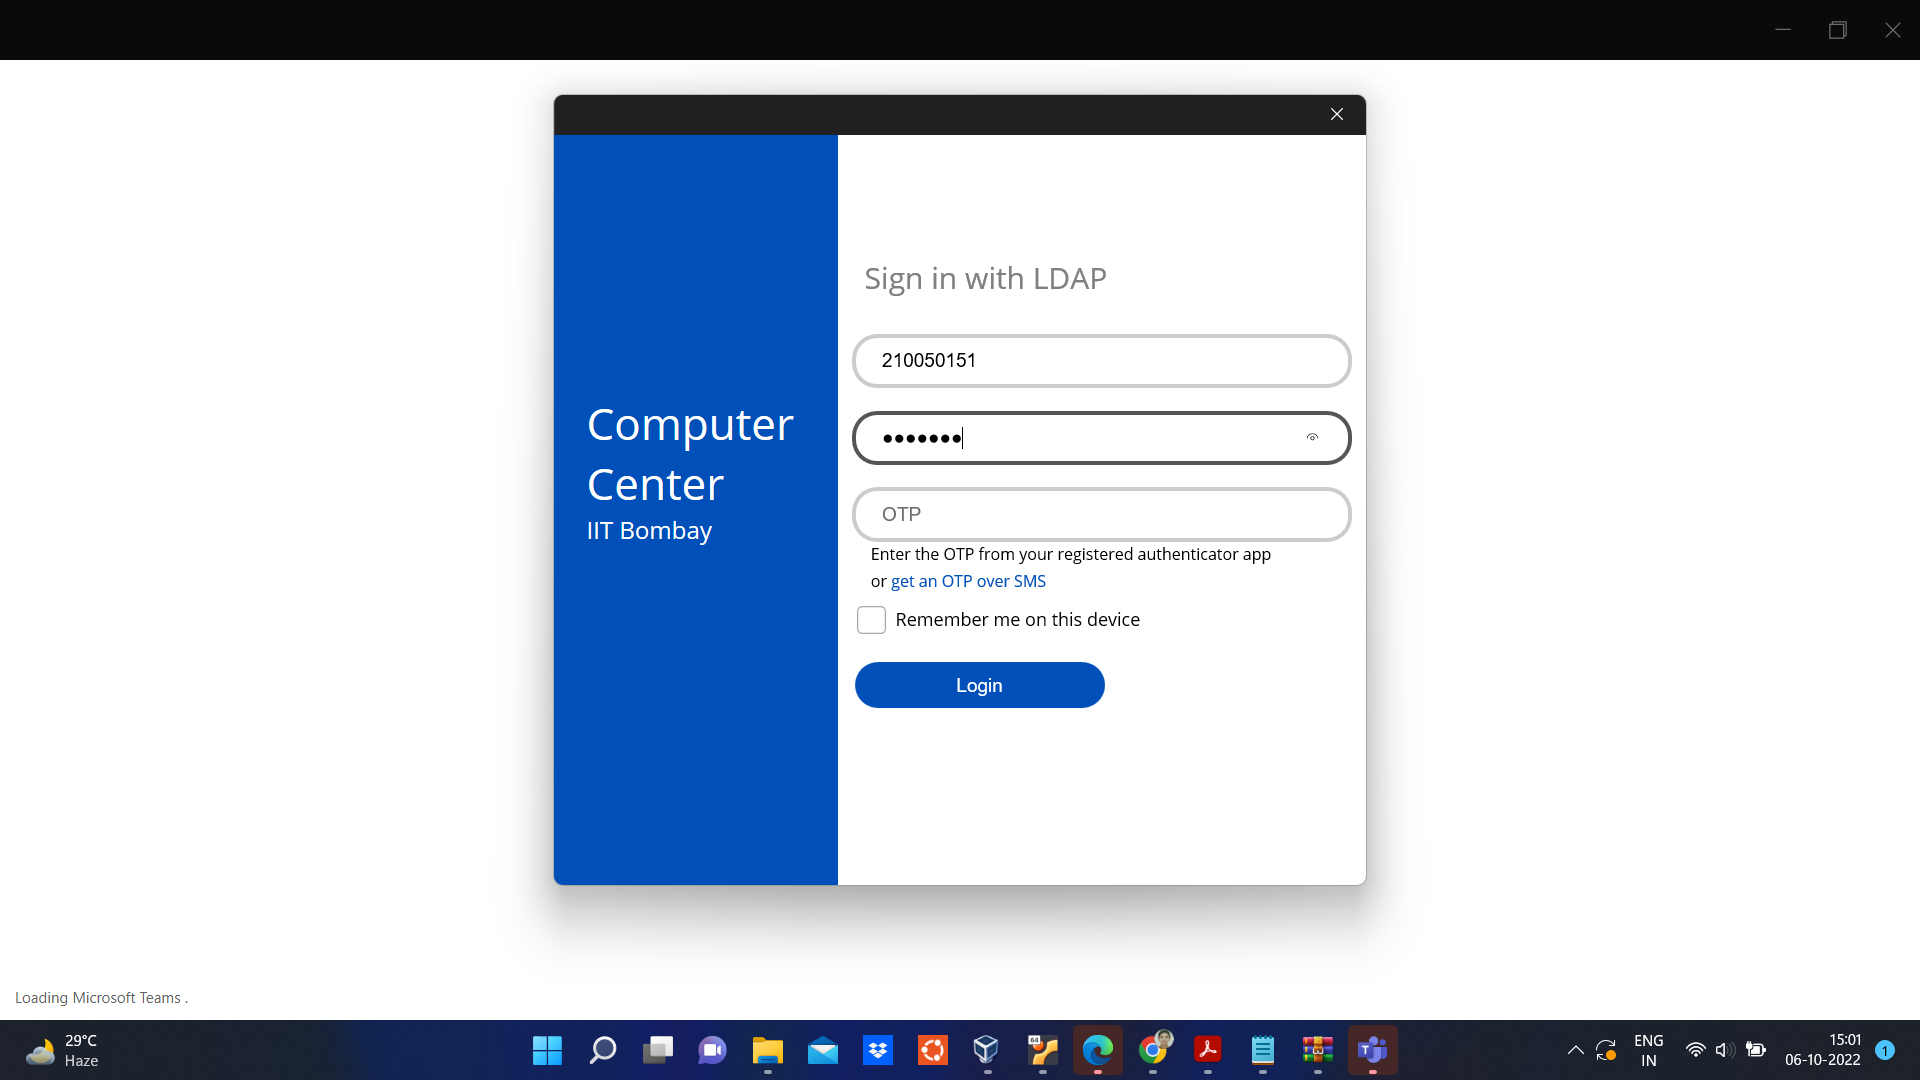 Computer
Center
IIT Bombay
Sign in with LDAP
210050151
•••••••
OTP
Enter the OTP from your registered authenticator app
or get an OTP over SMS
Remember me on this device
Login
Loading Microsoft Teams .
29°C
Haze
64
ENG
IN
15:01
06-10-2022
1